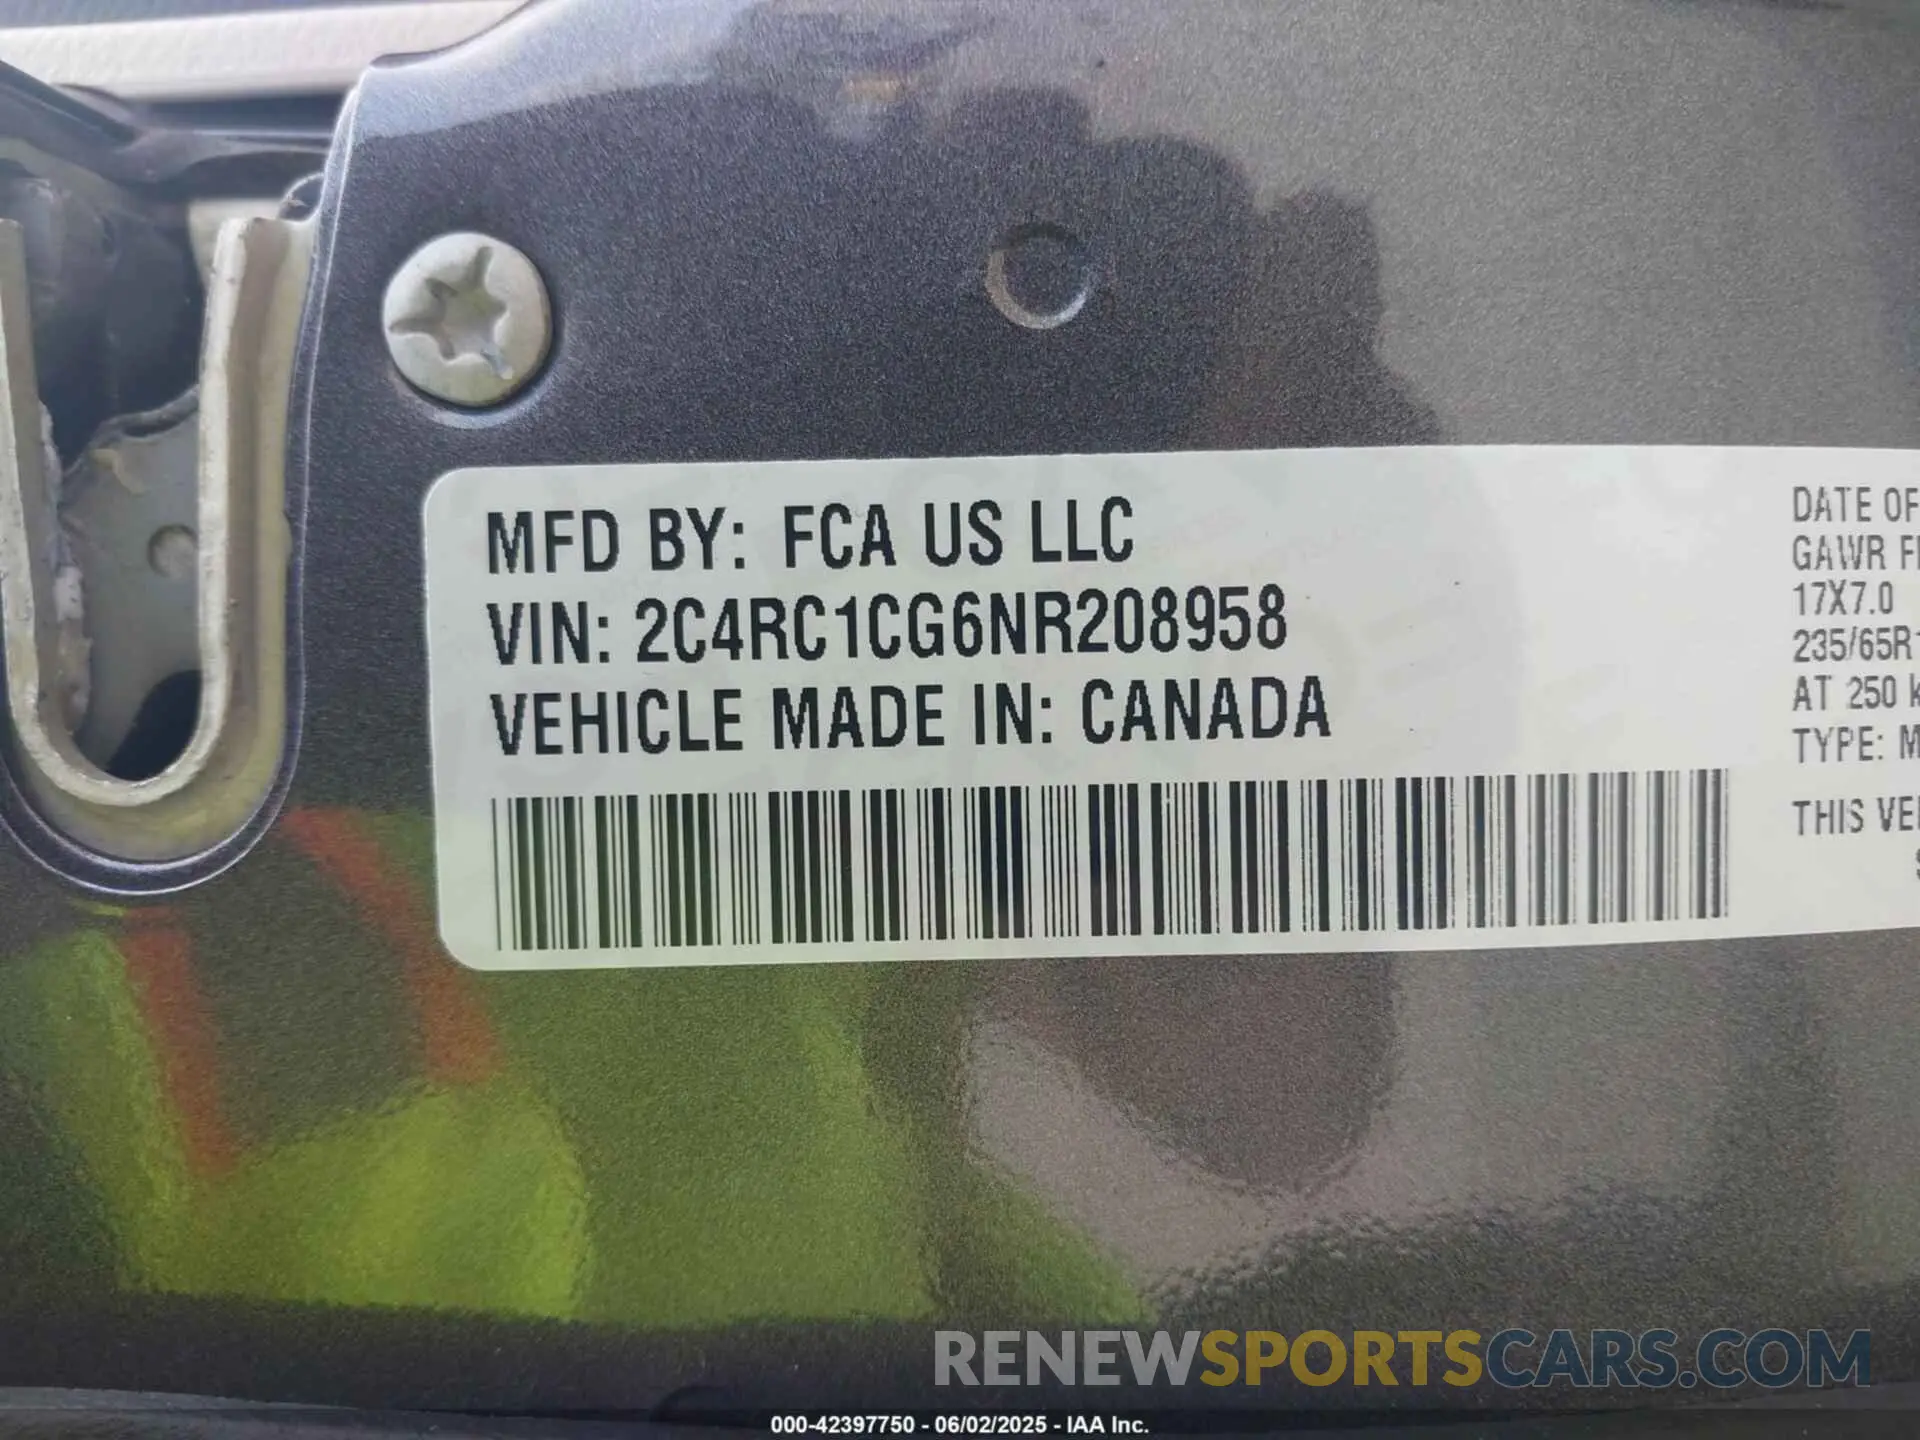 MFD BY: FCA US LLC
VIN: 2C4RC1CG6NR208958
VEHICLE MADE IN: CANADA
DATE OF
GAWR
17X7.0
235/65R
AT 250
TYPE: M
THIS
RENEWSPORTSCARS.COM
000-42397750 - 06/02/2025 - IAA Inc.